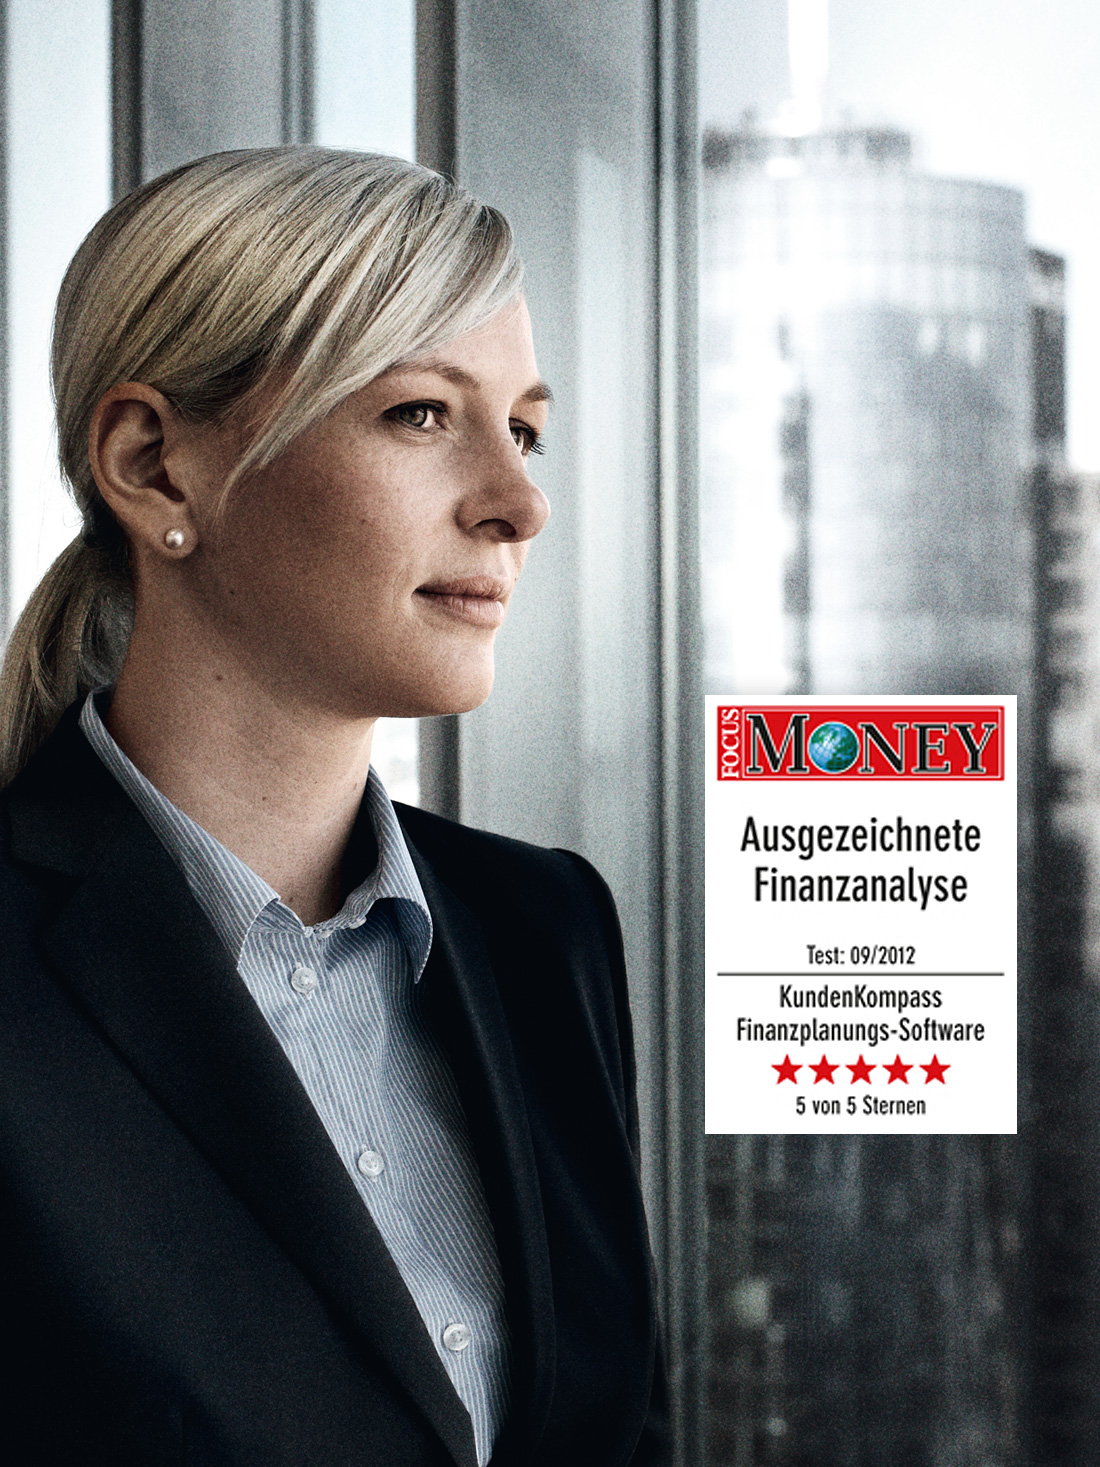 FOCUS MONEY
Ausgezeichnete
Finanzanalyse
Test: 09/2012
KundenKompass
Finanzplanungs-Software
5 von 5 Sternen